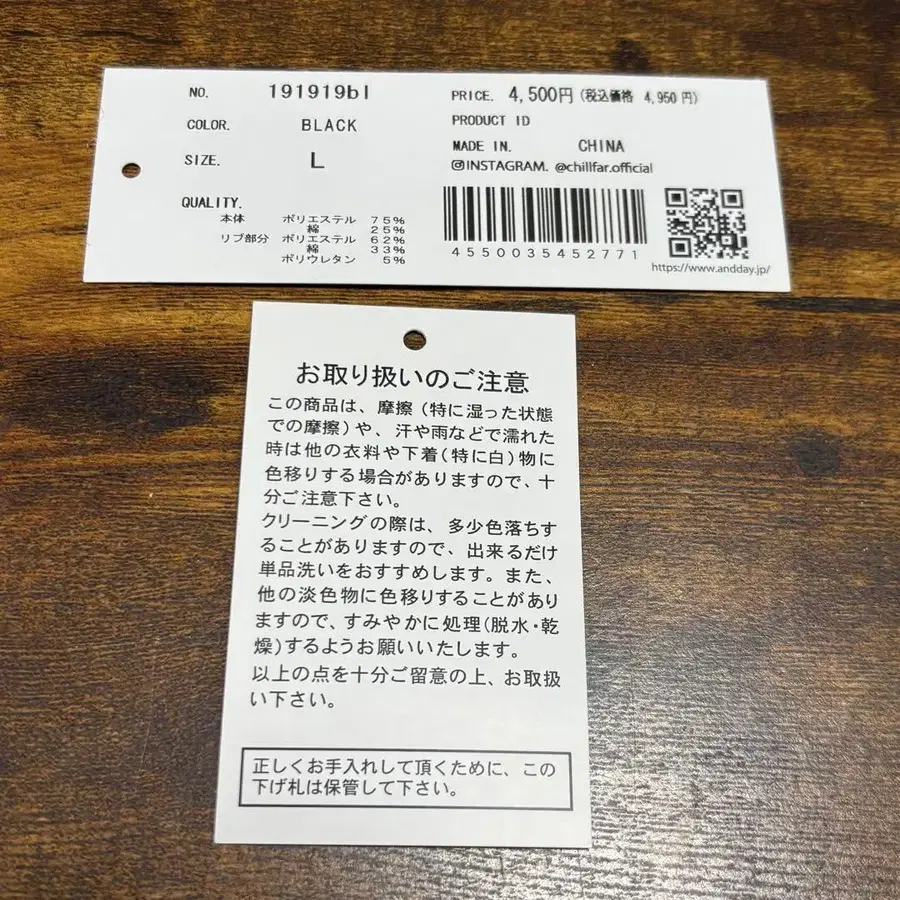 NO. 191919bl
COLOR. BLACK
SIZE. L
QUALITY.
本体 ポリエステル 75%
綿 25%
リブ部分 ポリエステル 62%
綿 33%
ポリウレタン 5%
PRICE. 4,500円(税込価格 4,950円)
PRODUCT ID
MADE IN. CHINA
INSTAGRAM. @chillfar.official
4550035452771
https://www.andday.jp/
お取り扱いのご注意
この商品は、摩擦(特に湿った状態
での摩擦)や、汗や雨などで濡れた
時は他の衣料や下着(特に白)物に
色移りする場合がありますので、十
分ご注意下さい。
クリーニングの際は、多少色落ちす
ることがありますので、出来るだけ
単品洗いをおすすめします。また、
他の淡色物に色移りすることがあり
ますので、すみやかに処理(脱水・乾
燥)するようお願いいたします。
以上の点を十分ご留意の上、お取扱
い下さい。
正しくお手入れして頂くために、この
下げ札は保管して下さい。